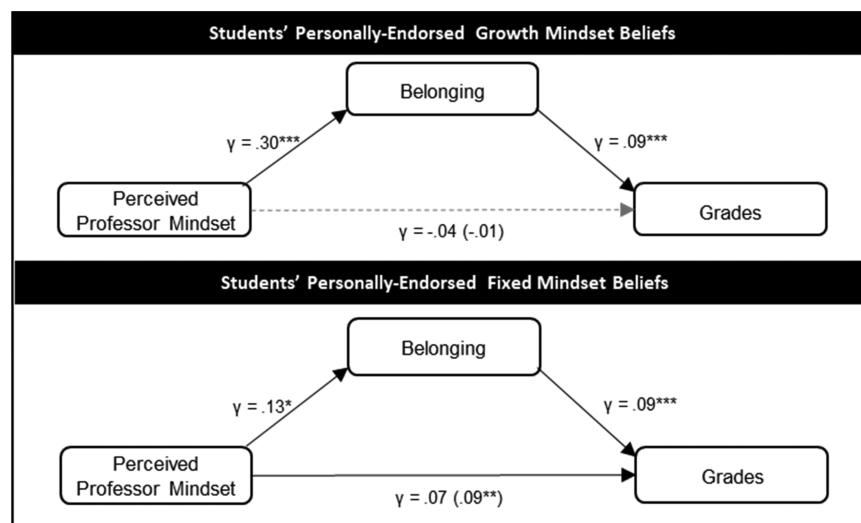 Students' Personally-Endorsed Growth Mindset Beliefs
Belonging
γ = .30***
γ = .09***
Perceived
Professor Mindset
Grades
γ = -.04 (-.01)
Students' Personally-Endorsed Fixed Mindset Beliefs
Belonging
γ = .13*
γ = .09***
Perceived
Professor Mindset
Grades
γ = .07 (.09**)